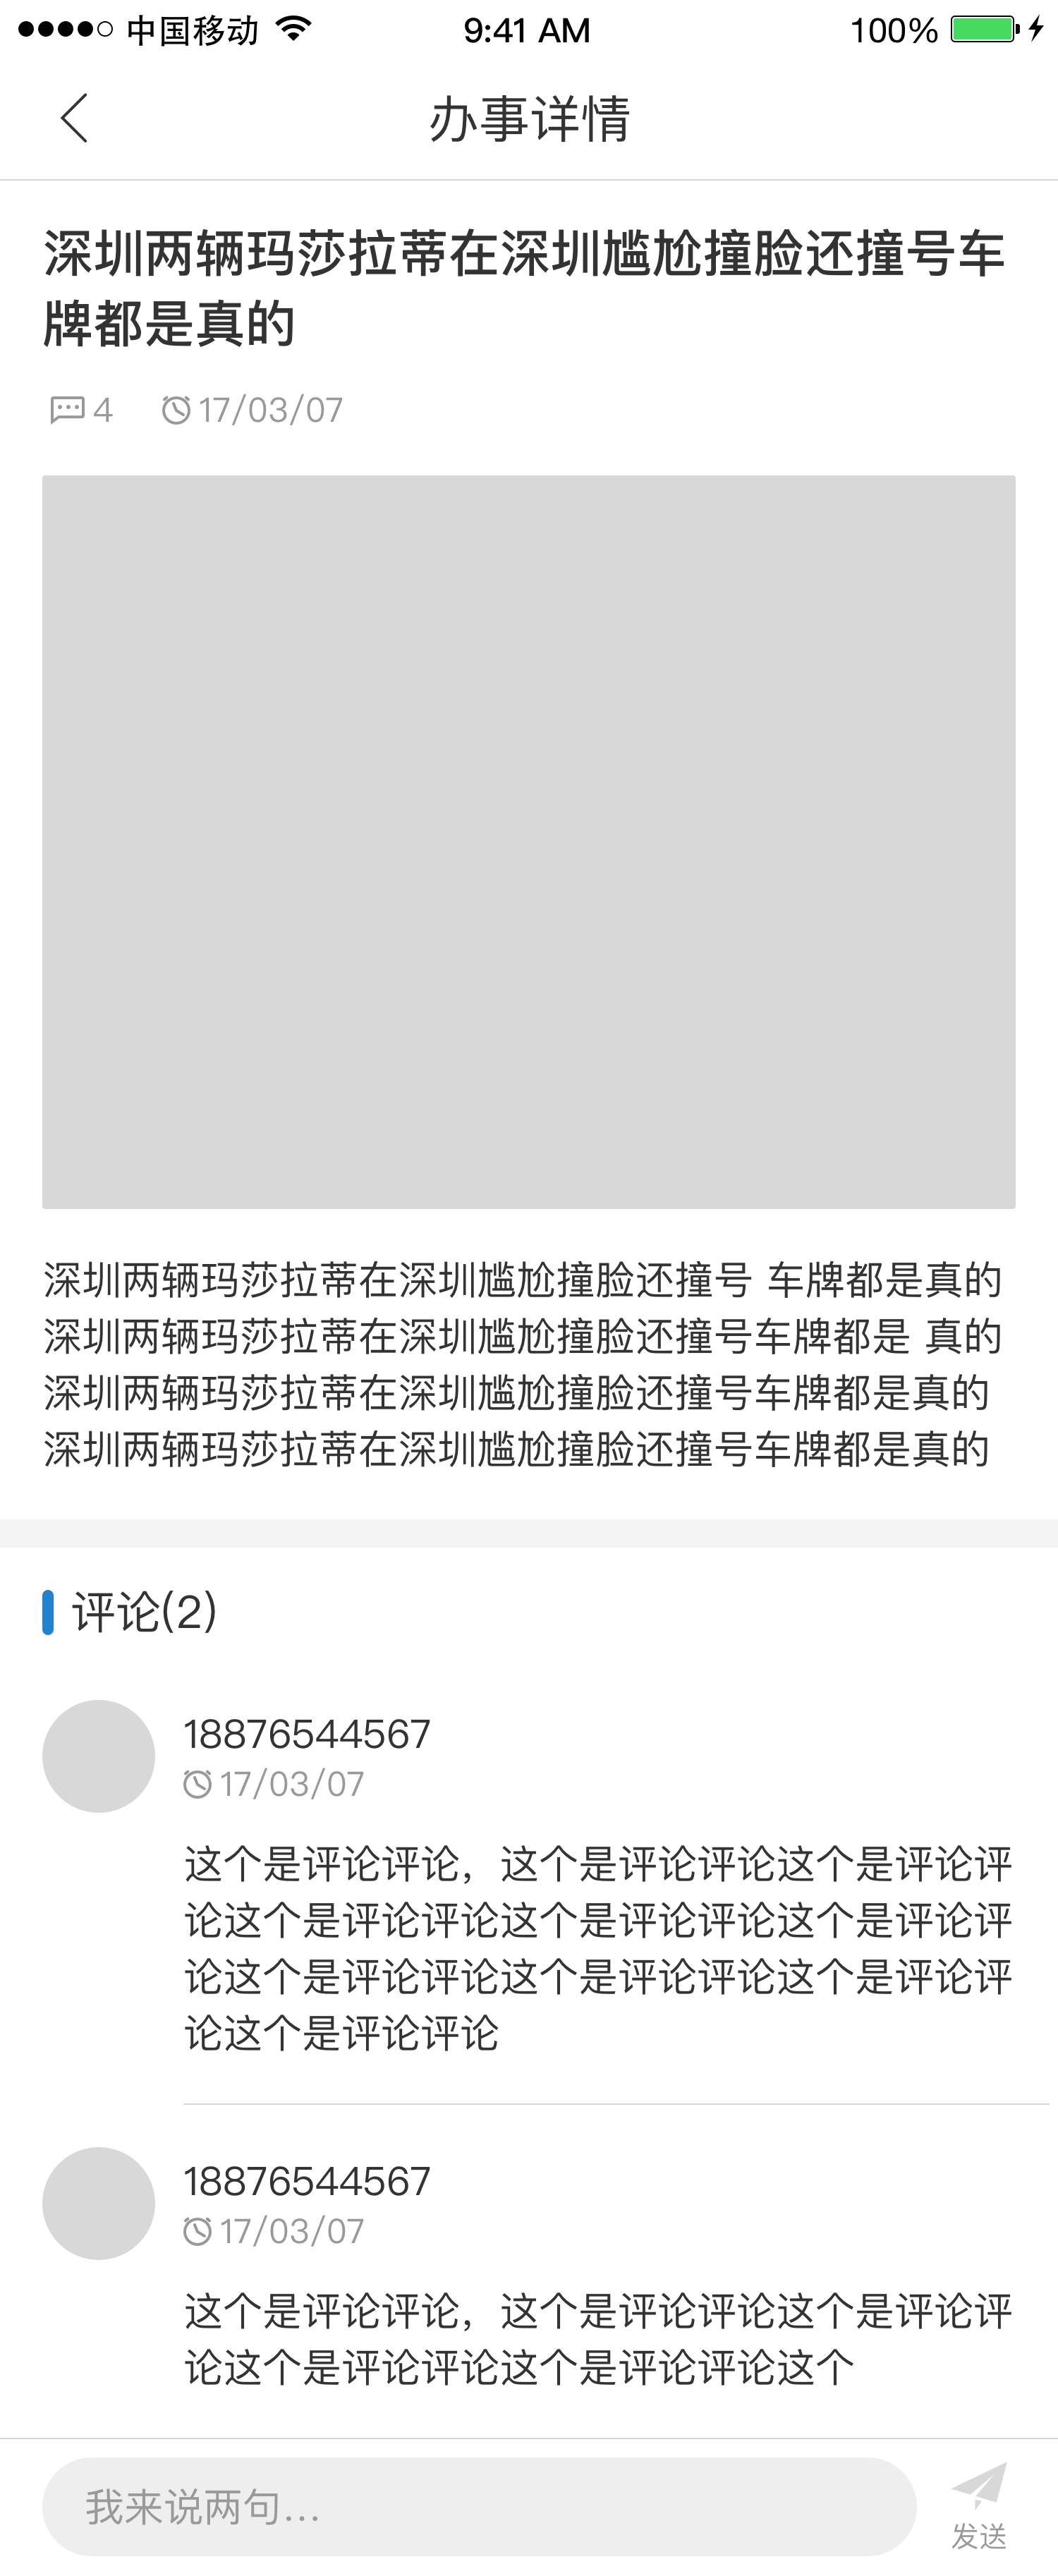 中国移动 9:41 AM 100%
办事详情
深圳两辆玛莎拉蒂在深圳尴尬撞脸还撞号车
牌都是真的
4 17/03/07
深圳两辆玛莎拉蒂在深圳尴尬撞脸还撞号 车牌都是真的
深圳两辆玛莎拉蒂在深圳尴尬撞脸还撞号车牌都是 真的
深圳两辆玛莎拉蒂在深圳尴尬撞脸还撞号车牌都是真的
深圳两辆玛莎拉蒂在深圳尴尬撞脸还撞号车牌都是真的
评论(2)
18876544567
17/03/07
这个是评论评论，这个是评论评论这个是评论评
论这个是评论评论这个是评论评论这个是评论评
论这个是评论评论这个是评论评论这个是评论评
论这个是评论评论
18876544567
17/03/07
这个是评论评论，这个是评论评论这个是评论评
论这个是评论评论这个是评论评论这个
我来说两句...
发送